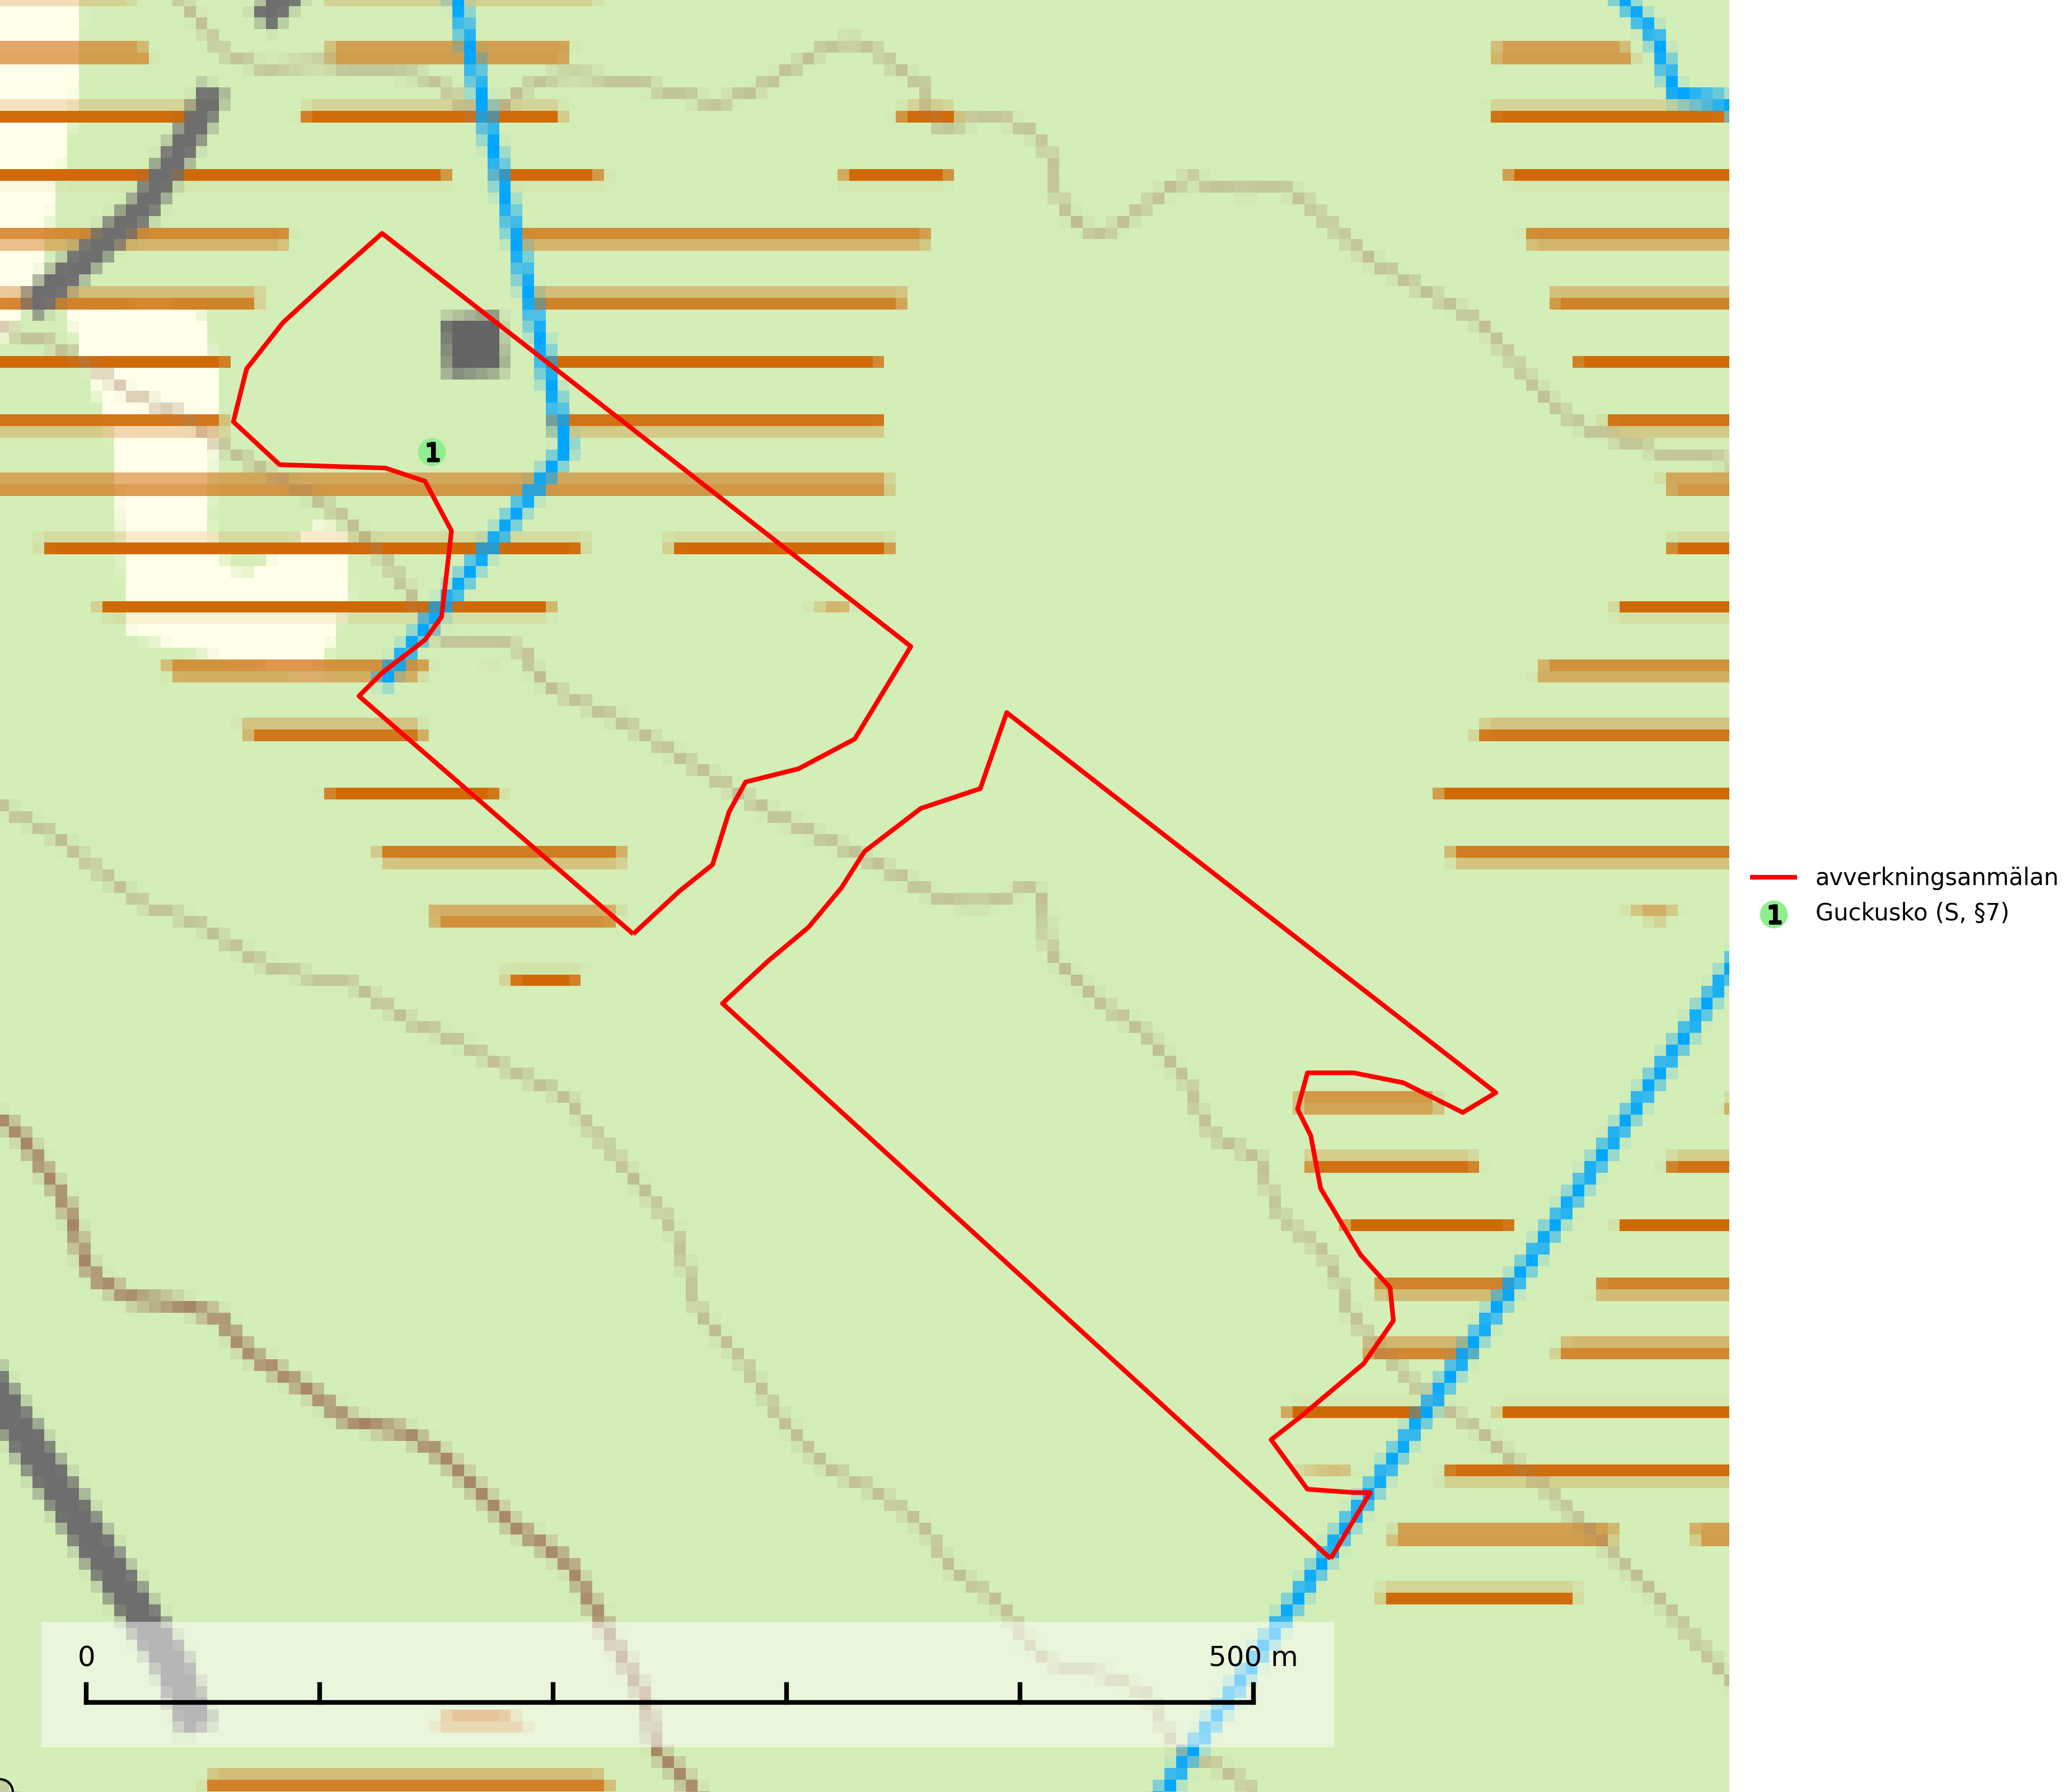 1
avverkningsanmälan
1 Guckusko (S, §7)
0 500 m